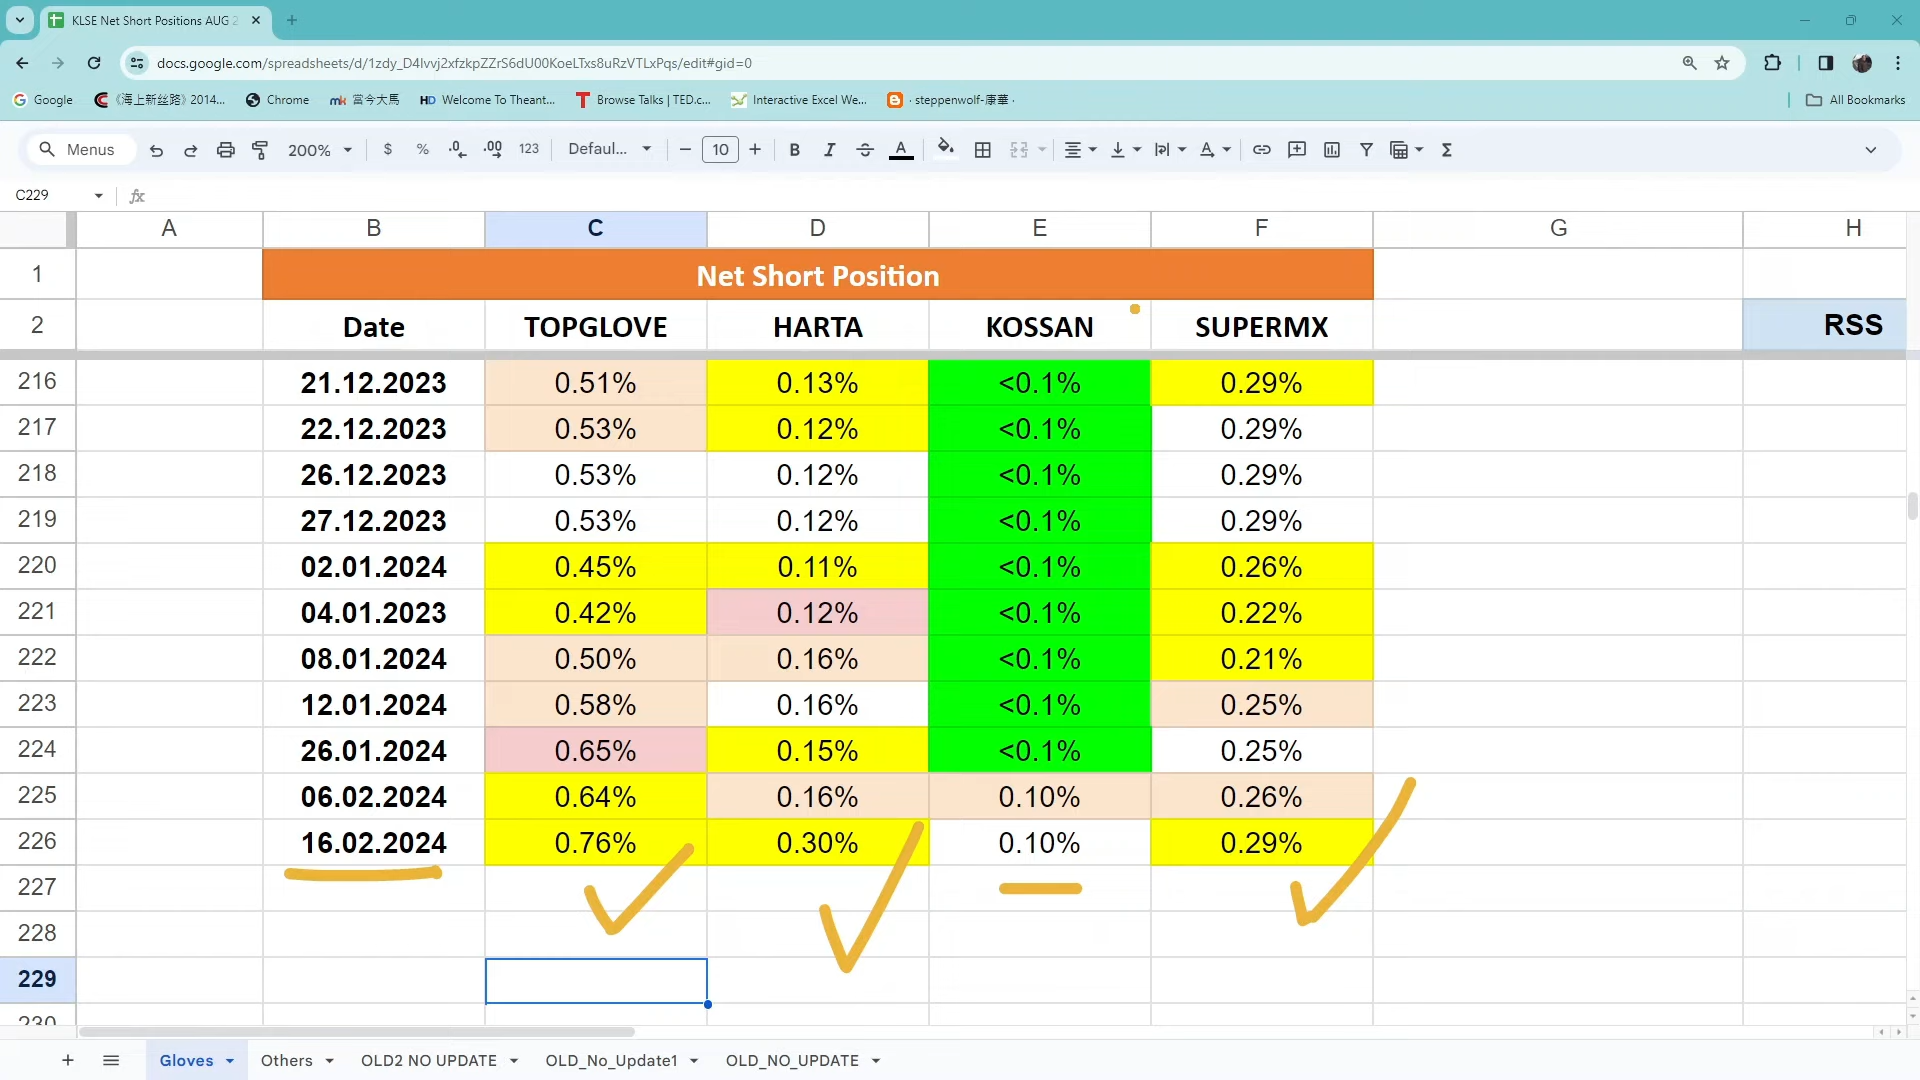 KLSE Net Short Positions AUG 2
docs.google.com/spreadsheets/d/1zdy_D4lvvj2xfzkpZZrS6dU00KoeLTxs8uRzVTLxPqs/edit#gid=0
Google 《海上新丝路》2014... Chrome mk 當今大馬 HD Welcome To Theant... Browse Talks | TED.c... Interactive Excel We... · steppenwolf-康華 · All Bookmarks
Menus 200% $ % .0 .00 123 Defaul... 10 B I A Σ
C229 fx
A B C D E F G H
1 Net Short Position
2 Date TOPGLOVE HARTA KOSSAN SUPERMX RSS
216 21.12.2023 0.51% 0.13% <0.1% 0.29%
217 22.12.2023 0.53% 0.12% <0.1% 0.29%
218 26.12.2023 0.53% 0.12% <0.1% 0.29%
219 27.12.2023 0.53% 0.12% <0.1% 0.29%
220 02.01.2024 0.45% 0.11% <0.1% 0.26%
221 04.01.2023 0.42% 0.12% <0.1% 0.22%
222 08.01.2024 0.50% 0.16% <0.1% 0.21%
223 12.01.2024 0.58% 0.16% <0.1% 0.25%
224 26.01.2024 0.65% 0.15% <0.1% 0.25%
225 06.02.2024 0.64% 0.16% 0.10% 0.26%
226 16.02.2024 0.76% 0.30% 0.10% 0.29%
227
228
229
230
Gloves Others OLD2 NO UPDATE OLD_No_Update1 OLD_NO_UPDATE